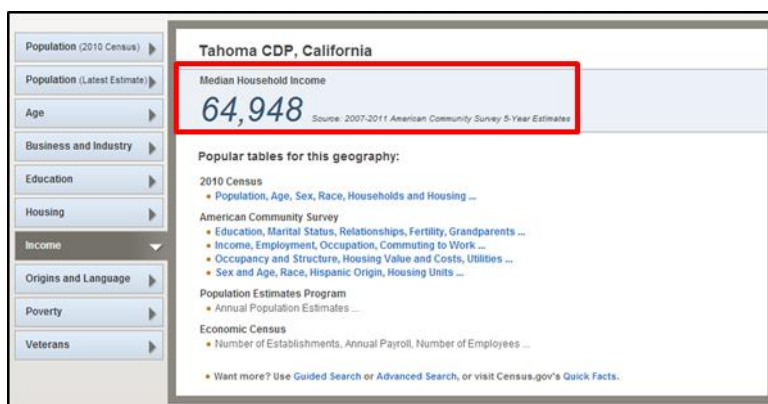 Population (2010 Census)
Population (Latest Estimate)
Age
Business and Industry
Education
Housing
Income
Origins and Language
Poverty
Veterans
Tahoma CDP, California
Median Household Income
64,948 Source: 2007-2011 American Community Survey 5-Year Estimates
Popular tables for this geography:
2010 Census
• Population, Age, Sex, Race, Households and Housing ...
American Community Survey
• Education, Marital Status, Relationships, Fertility, Grandparents ...
• Income, Employment, Occupation, Commuting to Work ...
• Occupancy and Structure, Housing Value and Costs, Utilities ...
• Sex and Age, Race, Hispanic Origin, Housing Units ...
Population Estimates Program
• Annual Population Estimates ...
Economic Census
• Number of Establishments, Annual Payroll, Number of Employees ...
• Want more? Use Guided Search or Advanced Search, or visit Census.gov's Quick Facts.